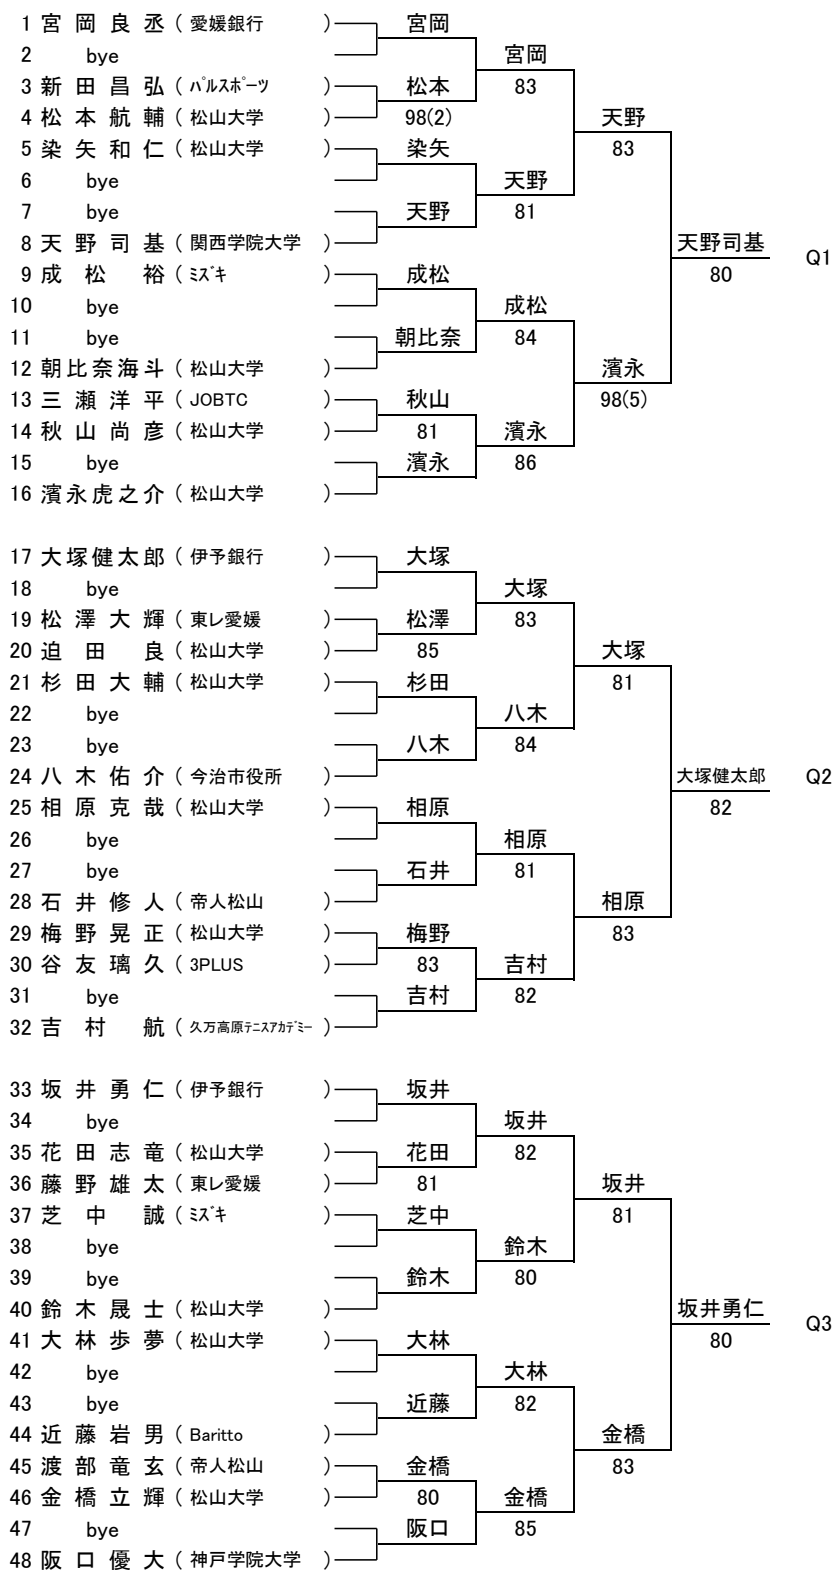 1 宮岡良丞 ( 愛媛銀行 ) 宮岡
2 bye 宮岡
3 新田昌弘 ( パルスポーツ ) 松本 83
4 松本航輔 ( 松山大学 ) 98(2) 天野
5 染矢和仁 ( 松山大学 ) 染矢 83
6 bye 天野
7 bye 天野 81
8 天野司基 ( 関西学院大学 ) 天野司基 Q1
9 成松裕 ( ミズキ ) 成松 80
10 bye 成松
11 bye 朝比奈 84
12 朝比奈海斗 ( 松山大学 ) 濱永
13 三瀬洋平 ( JOBTC ) 秋山 98(5)
14 秋山尚彦 ( 松山大学 ) 81 濱永
15 bye 濱永 86
16 濱永虎之介 ( 松山大学 )
17 大塚健太郎 ( 伊予銀行 ) 大塚
18 bye 大塚
19 松澤大輝 ( 東レ愛媛 ) 松澤 83
20 迫田良 ( 松山大学 ) 85 大塚
21 杉田大輔 ( 松山大学 ) 杉田 81
22 bye 八木
23 bye 八木 84
24 八木佑介 ( 今治市役所 ) 大塚健太郎 Q2
25 相原克哉 ( 松山大学 ) 相原 82
26 bye 相原
27 bye 石井 81
28 石井修人 ( 帝人松山 ) 相原
29 梅野晃正 ( 松山大学 ) 梅野 83
30 谷友璃久 ( 3PLUS ) 83 吉村
31 bye 吉村 82
32 吉村航 ( 久万高原テニスアカデミー )
33 坂井勇仁 ( 伊予銀行 ) 坂井
34 bye 坂井
35 花田志竜 ( 松山大学 ) 花田 82
36 藤野雄太 ( 東レ愛媛 ) 81 坂井
37 芝中誠 ( ミズキ ) 芝中 81
38 bye 鈴木
39 bye 鈴木 80
40 鈴木晟士 ( 松山大学 ) 坂井勇仁 Q3
41 大林歩夢 ( 松山大学 ) 大林 80
42 bye 大林
43 bye 近藤 82
44 近藤岩男 ( Baritto ) 金橋
45 渡部竜玄 ( 帝人松山 ) 金橋 83
46 金橋立輝 ( 松山大学 ) 80 金橋
47 bye 阪口 85
48 阪口優大 ( 神戸学院大学 )